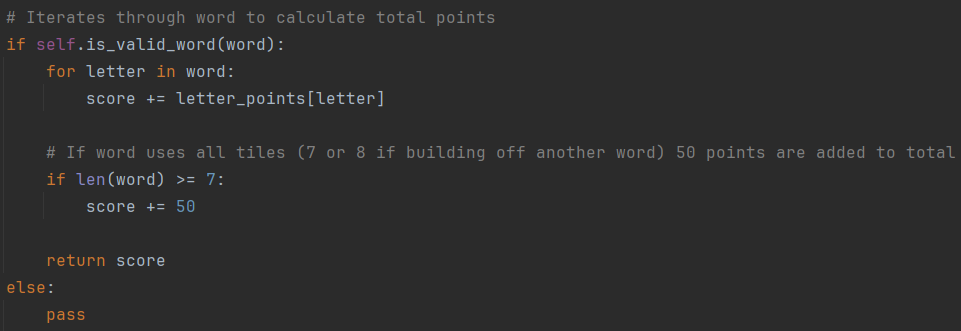 # Iterates through word to calculate total points
if self.is_valid_word(word):
    for letter in word:
        score += letter_points[letter]

    # If word uses all tiles (7 or 8 if building off another word) 50 points are added to total
    if len(word) >= 7:
        score += 50

    return score
else:
    pass